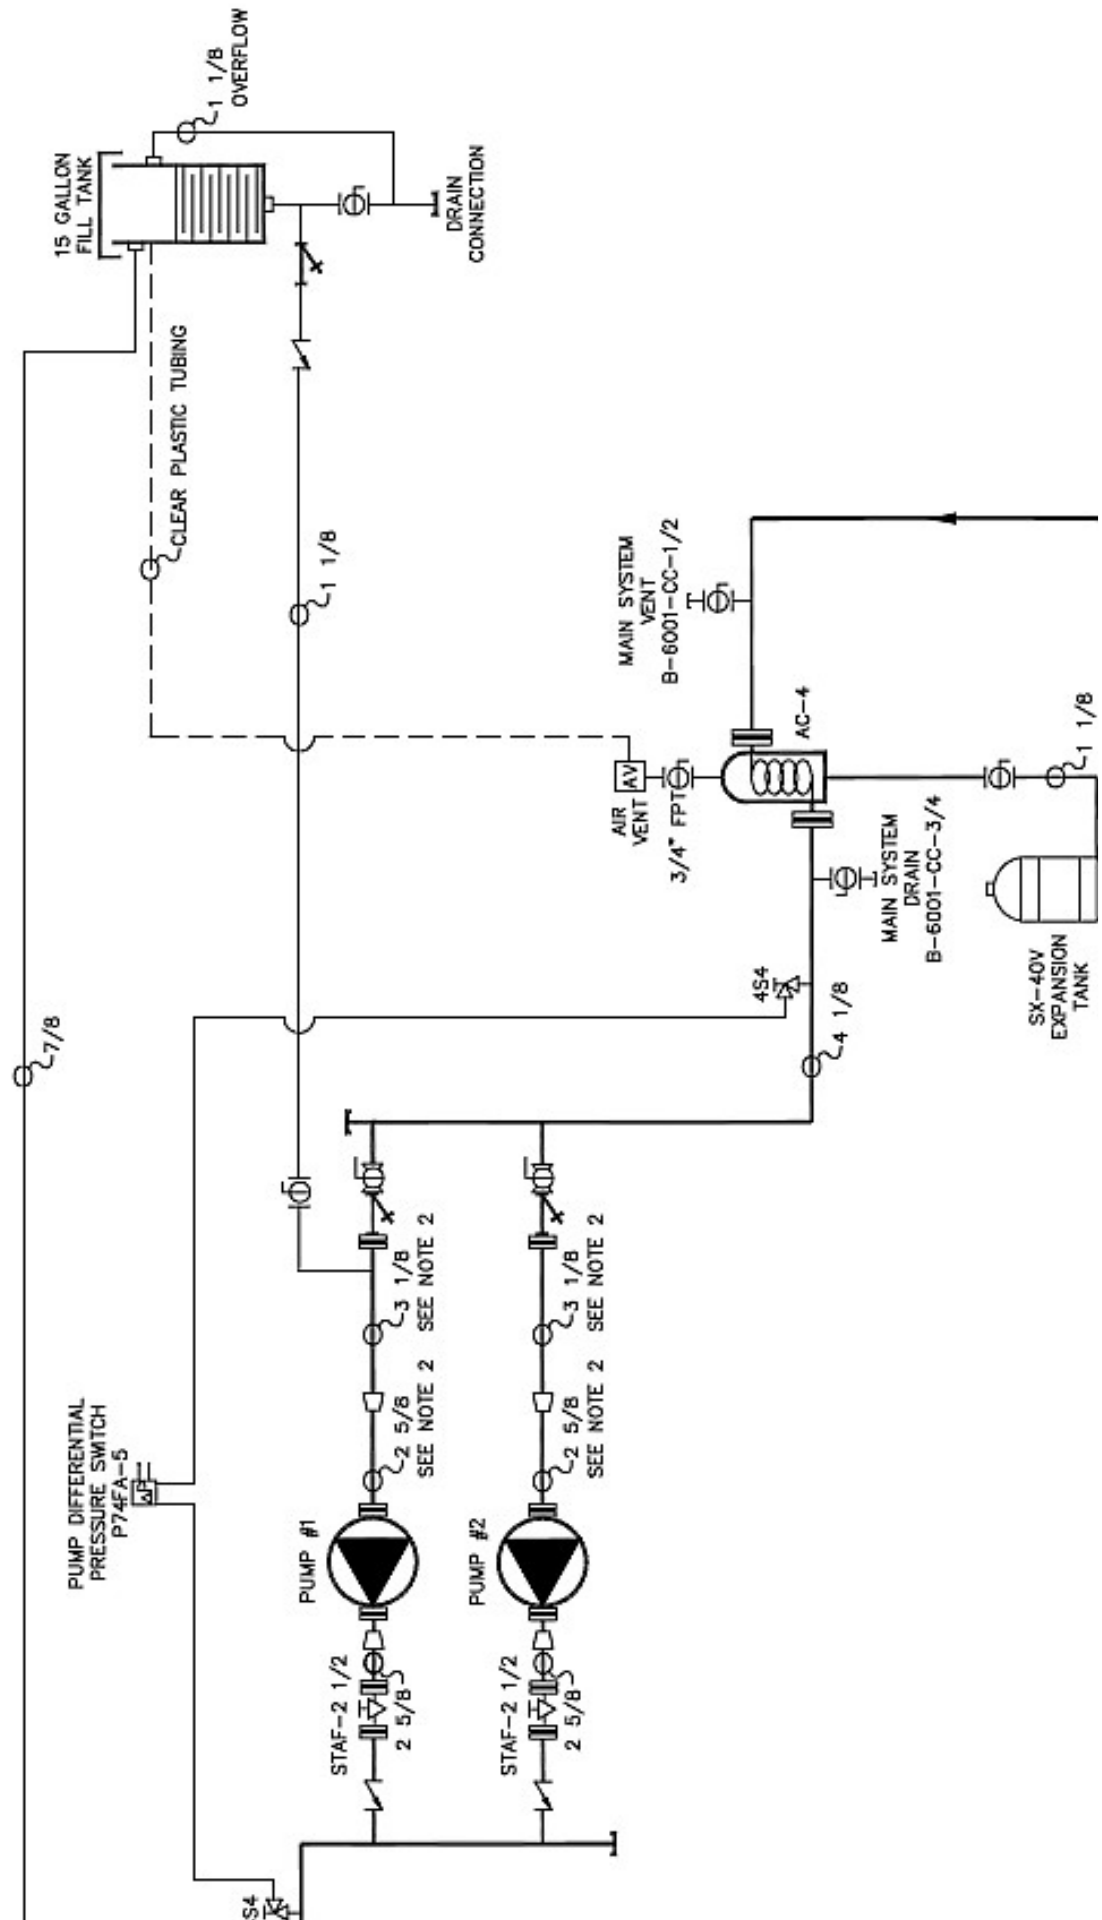 1 1/8
OVERFLOW
15 GALLON
FILL TANK
DRAIN
CONNECTION
CLEAR PLASTIC TUBING
1 1/8
MAIN SYSTEM
VENT
B-6001-CC-1/2
AC-4
AV
AIR
VENT
3/4" FPT
1 1/8
MAIN SYSTEM
DRAIN
B-6001-CC-3/4
SX-40V
EXPANSION
TANK
4S4
4 1/8
7/8
3 1/8
SEE NOTE 2
3 1/8
SEE NOTE 2
2 5/8
SEE NOTE 2
2 5/8
SEE NOTE 2
PUMP DIFFERENTIAL
PRESSURE SWITCH
P74FA-5
PUMP #1
PUMP #2
STAF-2 1/2
2 5/8
STAF-2 1/2
2 5/8
S4